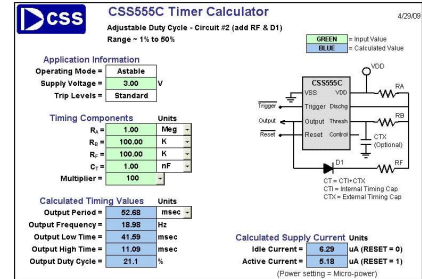 CSS
CSS555C Timer Calculator
4/29/09
Adjustable Duty Cycle - Circuit #2 (add RF & D1)
Range ~ 1% to 50%
GREEN = Input Value
BLUE = Calculated Value
Application Information
Operating Mode = Astable
Supply Voltage = 3.00 V
Trip Levels = Standard
Timing Components Units
RA = 1.00 Meg
RB = 100.00 K
RF = 100.00 K
CT = 1.00 nF
Multiplier = 100
VDD
CSS555C
VSS VDD
Trigger Trigger Dischg
Output Output Thresh
Reset Reset Control
RA
RB
CTX
(Optional)
D1
RF
CT = CTI+CTX
CTI = Internal Timing Cap
CTX = External Timing Cap
Calculated Timing Values Units
Output Period = 52.68 msec
Output Frequency = 18.98 Hz
Output Low Time = 41.59 msec
Output High Time = 11.09 msec
Output Duty Cycle = 21.1 %
Calculated Supply Current Units
Idle Current = 6.29 uA (RESET = 0)
Active Current = 5.18 uA (RESET = 1)
(Power setting = Micro-power)